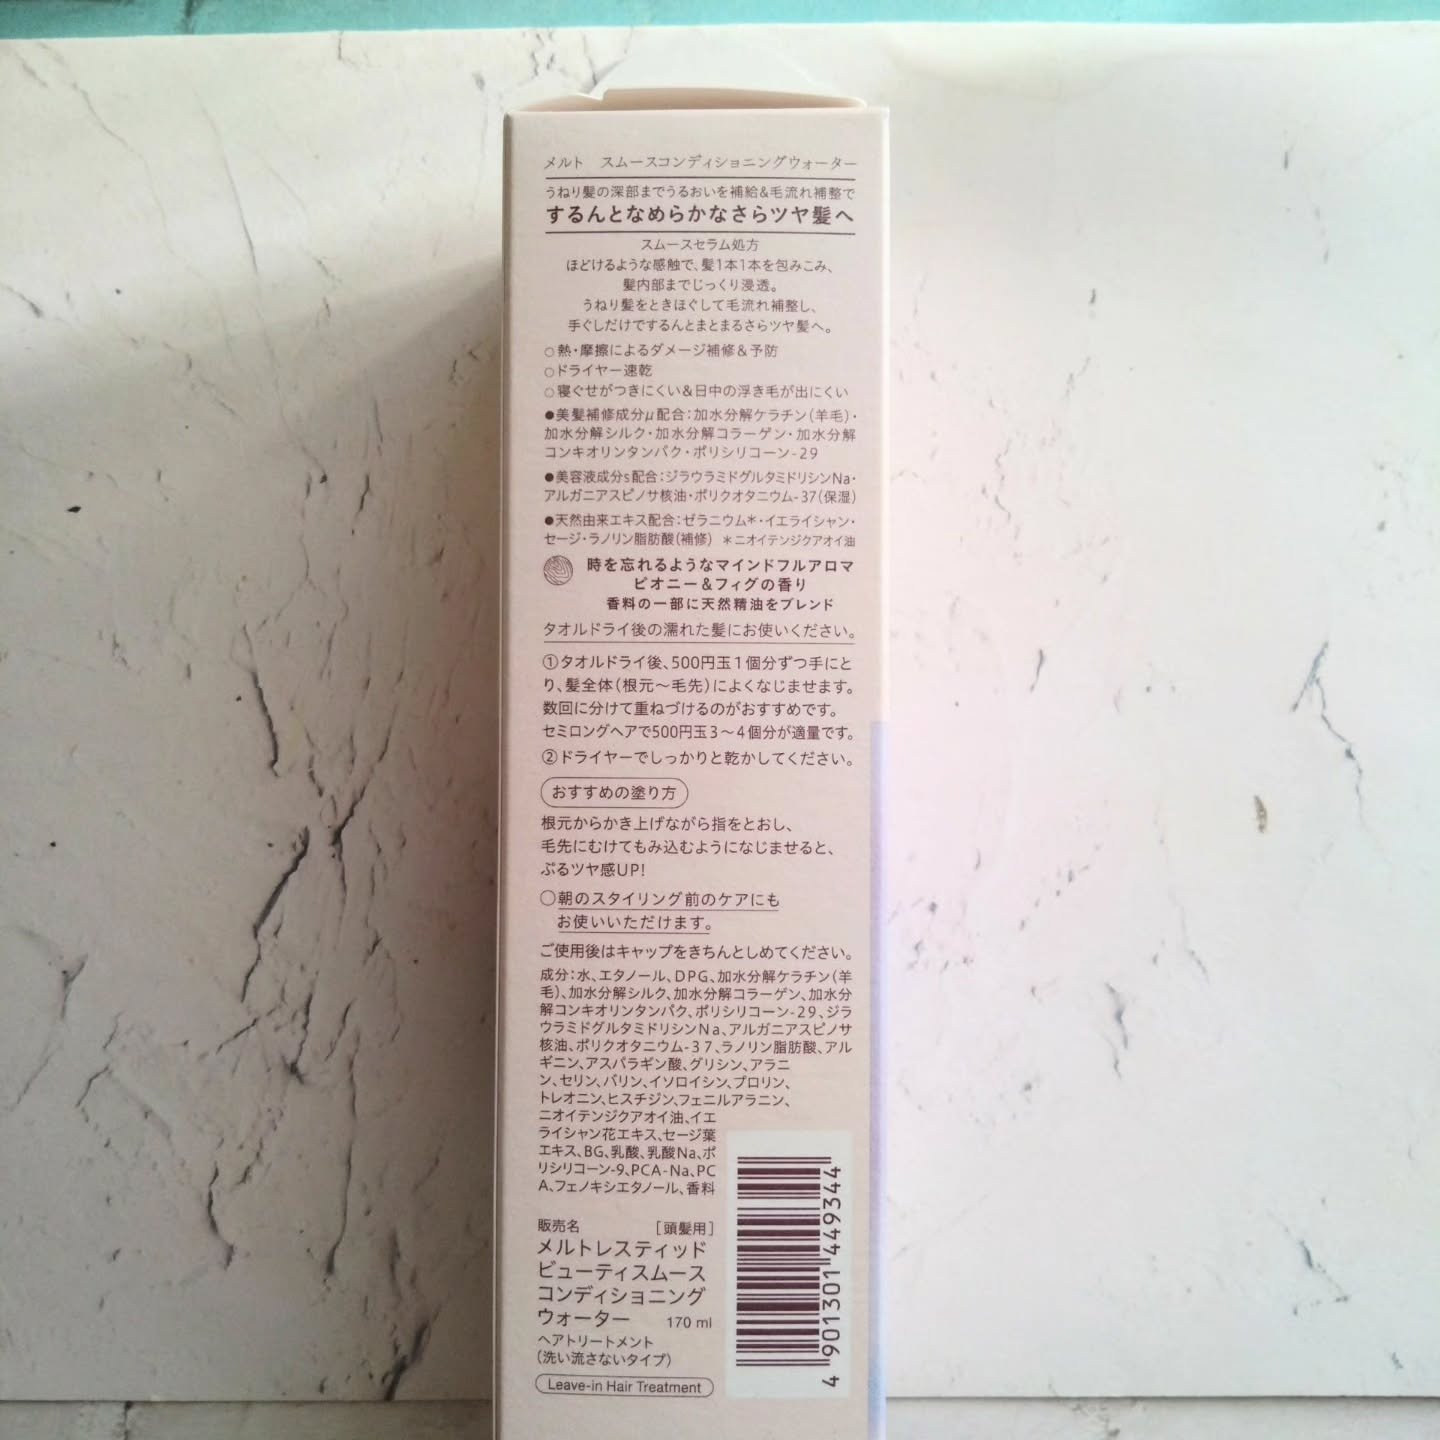 メルト　スムースコンディショニングウォーター
うねり髪の深部までうるおいを補給&毛流れ補整で
するんとなめらかなさらツヤ髪へ
スムースセラム処方
ほどけるような感触で、髪1本1本を包みこみ、
髪内部までじっくり浸透。
うねり髪をときほぐして毛流れ補整し、
手ぐしだけでするんとまとまるさらツヤ髪へ。
○熱・摩擦によるダメージ補修&予防
○ドライヤー速乾
○寝ぐせがつきにくい&日中の浮き毛が出にくい
●美髪補修成分μ配合:加水分解ケラチン(羊毛)・
加水分解シルク・加水分解コラーゲン・加水分解
コンキオリンタンパク・ポリシリコーン-29
●美容液成分s配合:ジラウラミドグルタミドリシンNa・
アルガニアスピノサ核油・ポリクオタニウム-37(保湿)
●天然由来エキス配合:ゼラニウム*・イエライシャン・
セージ・ラノリン脂肪酸(補修)　*ニオイテンジクアオイ油
時を忘れるようなマインドフルアロマ
ピオニー&フィグの香り
香料の一部に天然精油をブレンド
タオルドライ後の濡れた髪にお使いください。
①タオルドライ後、500円玉1個分ずつ手にと
り、髪全体(根元〜毛先)によくなじませます。
数回に分けて重ねづけるのがおすすめです。
セミロングヘアで500円玉3〜4個分が適量です。
②ドライヤーでしっかりと乾かしてください。
おすすめの塗り方
根元からかき上げながら指をとおし、
毛先にむけてもみ込むようになじませると、
ぷるツヤ感UP!
○朝のスタイリング前のケアにも
お使いいただけます。
ご使用後はキャップをきちんとしめてください。
成分:水、エタノール、DPG、加水分解ケラチン(羊
毛)、加水分解シルク、加水分解コラーゲン、加水分
解コンキオリンタンパク、ポリシリコーン-29、ジラ
ウラミドグルタミドリシンNa、アルガニアスピノサ
核油、ポリクオタニウム-37、ラノリン脂肪酸、アル
ギニン、アスパラギン酸、グリシン、アラニ
ン、セリン、バリン、イソロイシン、プロリン、
トレオニン、ヒスチジン、フェニルアラニン、
ニオイテンジクアオイ油、イエ
ライシャン花エキス、セージ葉
エキス、BG、乳酸、乳酸Na、ポ
リシリコーン-9、PCA-Na、PC
A、フェノキシエタノール、香料
販売名　[頭髪用]
メルトレスティッド
ビューティスムース
コンディショニング
ウォーター　170 ml
ヘアトリートメント
(洗い流さないタイプ)
Leave-in Hair Treatment
4 901301 449344